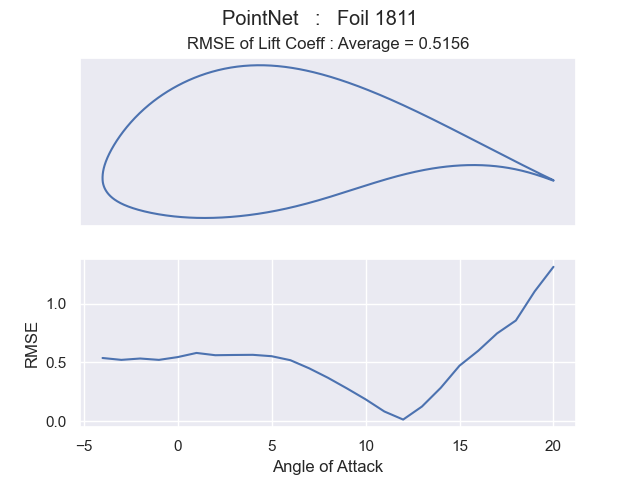 PointNet : Foil 1811
RMSE of Lift Coeff : Average = 0.5156
1.0
0.5
0.0
RMSE
−5 0 5 10 15 20
Angle of Attack